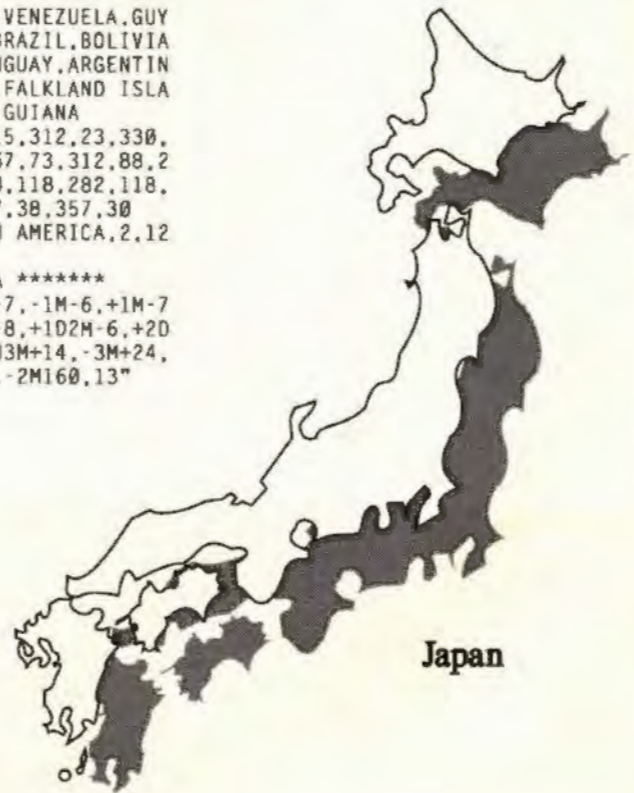 VENEZUELA,GUY
BRAZIL,BOLIVIA
GUAY,ARGENTIN
FALKLAND ISLA
GUIANA
5,312,23,330,
57,73,312,88,2
,118,282,118,
,38,357,30
AMERICA,2,12
A *******
-7,-1M-6,+1M-7
-8,+1D2M-6,+2D
3M+14,-3M+24,
-2M160,13"
Japan